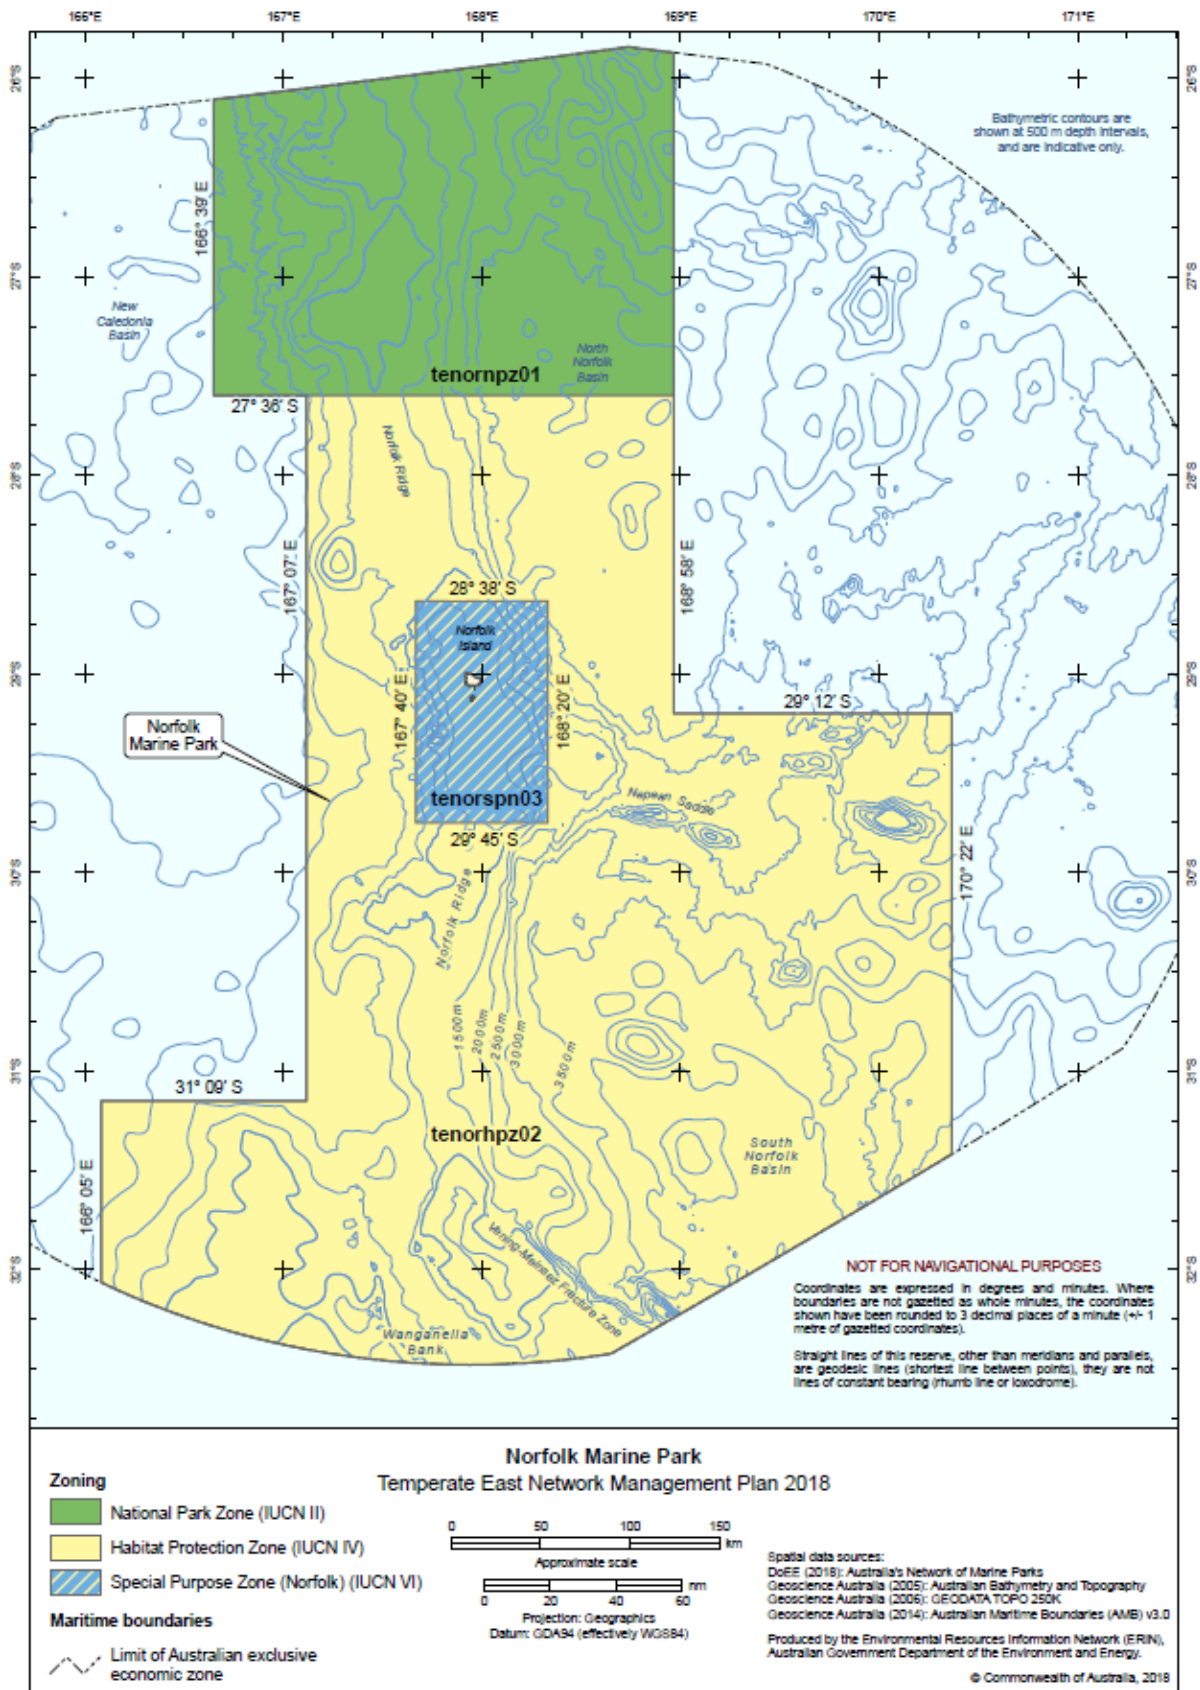 166°E 167°E 168°E 169°E 170°E 171°E
26°S
26°S
Bathymetric contours are
shown at 500 m depth intervals,
and are indicative only.
166° 39' E
27°S
27°S
New
Caledonia
Basin
North
Norfolk
Basin
tenornpz01
27° 36' S
Norfolk Ridge
28°S
28°S
167° 07' E
168° 58' E
28° 38' S
Norfolk
Island
29°S
29°S
167° 40' E
168° 20' E
29° 12' S
Norfolk
Marine Park
tenorspn03
Nepean Saddle
29° 45' S
170° 22' E
30°S
30°S
Norfolk Ridge
1500m
2000m
2500m
3000m
3500m
31°S
31°S
31° 09' S
tenorhpz02
South
Norfolk
Basin
166° 05' E
Vening-Meinesz Fracture Zone
32°S
32°S
Wanganella
Bank
NOT FOR NAVIGATIONAL PURPOSES
Coordinates are expressed in degrees and minutes. Where
boundaries are not gazetted as whole minutes, the coordinates
shown have been rounded to 3 decimal places of a minute (+/- 1
metre of gazetted coordinates).
Straight lines of this reserve, other than meridians and parallels,
are geodesic lines (shortest line between points), they are not
lines of constant bearing (rhumb line or loxodrome).
Norfolk Marine Park
Temperate East Network Management Plan 2018
Zoning
National Park Zone (IUCN II)
Habitat Protection Zone (IUCN IV)
Special Purpose Zone (Norfolk) (IUCN VI)
Maritime boundaries
Limit of Australian exclusive
economic zone
0 50 100 150
km
Approximate scale
nm
0 20 40 60
Projection: Geographics
Datum: GDA94 (effectively WGS84)
Spatial data sources:
DoEE (2018): Australia's Network of Marine Parks
Geoscience Australia (2005): Australian Bathymetry and Topography
Geoscience Australia (2006): GEODATA TOPO 250K
Geoscience Australia (2014): Australian Maritime Boundaries (AMB) v3.0
Produced by the Environmental Resources Information Network (ERIN),
Australian Government Department of the Environment and Energy.
© Commonwealth of Australia, 2018